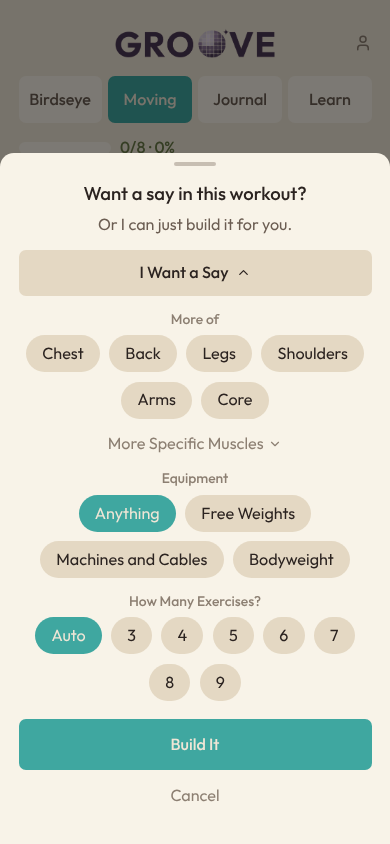 GROOVE
Birdseye Moving Journal Learn
0/8 · 0%
Want a say in this workout?
Or I can just build it for you.
I Want a Say
More of
Chest Back Legs Shoulders
Arms Core
More Specific Muscles
Equipment
Anything Free Weights
Machines and Cables Bodyweight
How Many Exercises?
Auto 3 4 5 6 7
8 9
Build It
Cancel